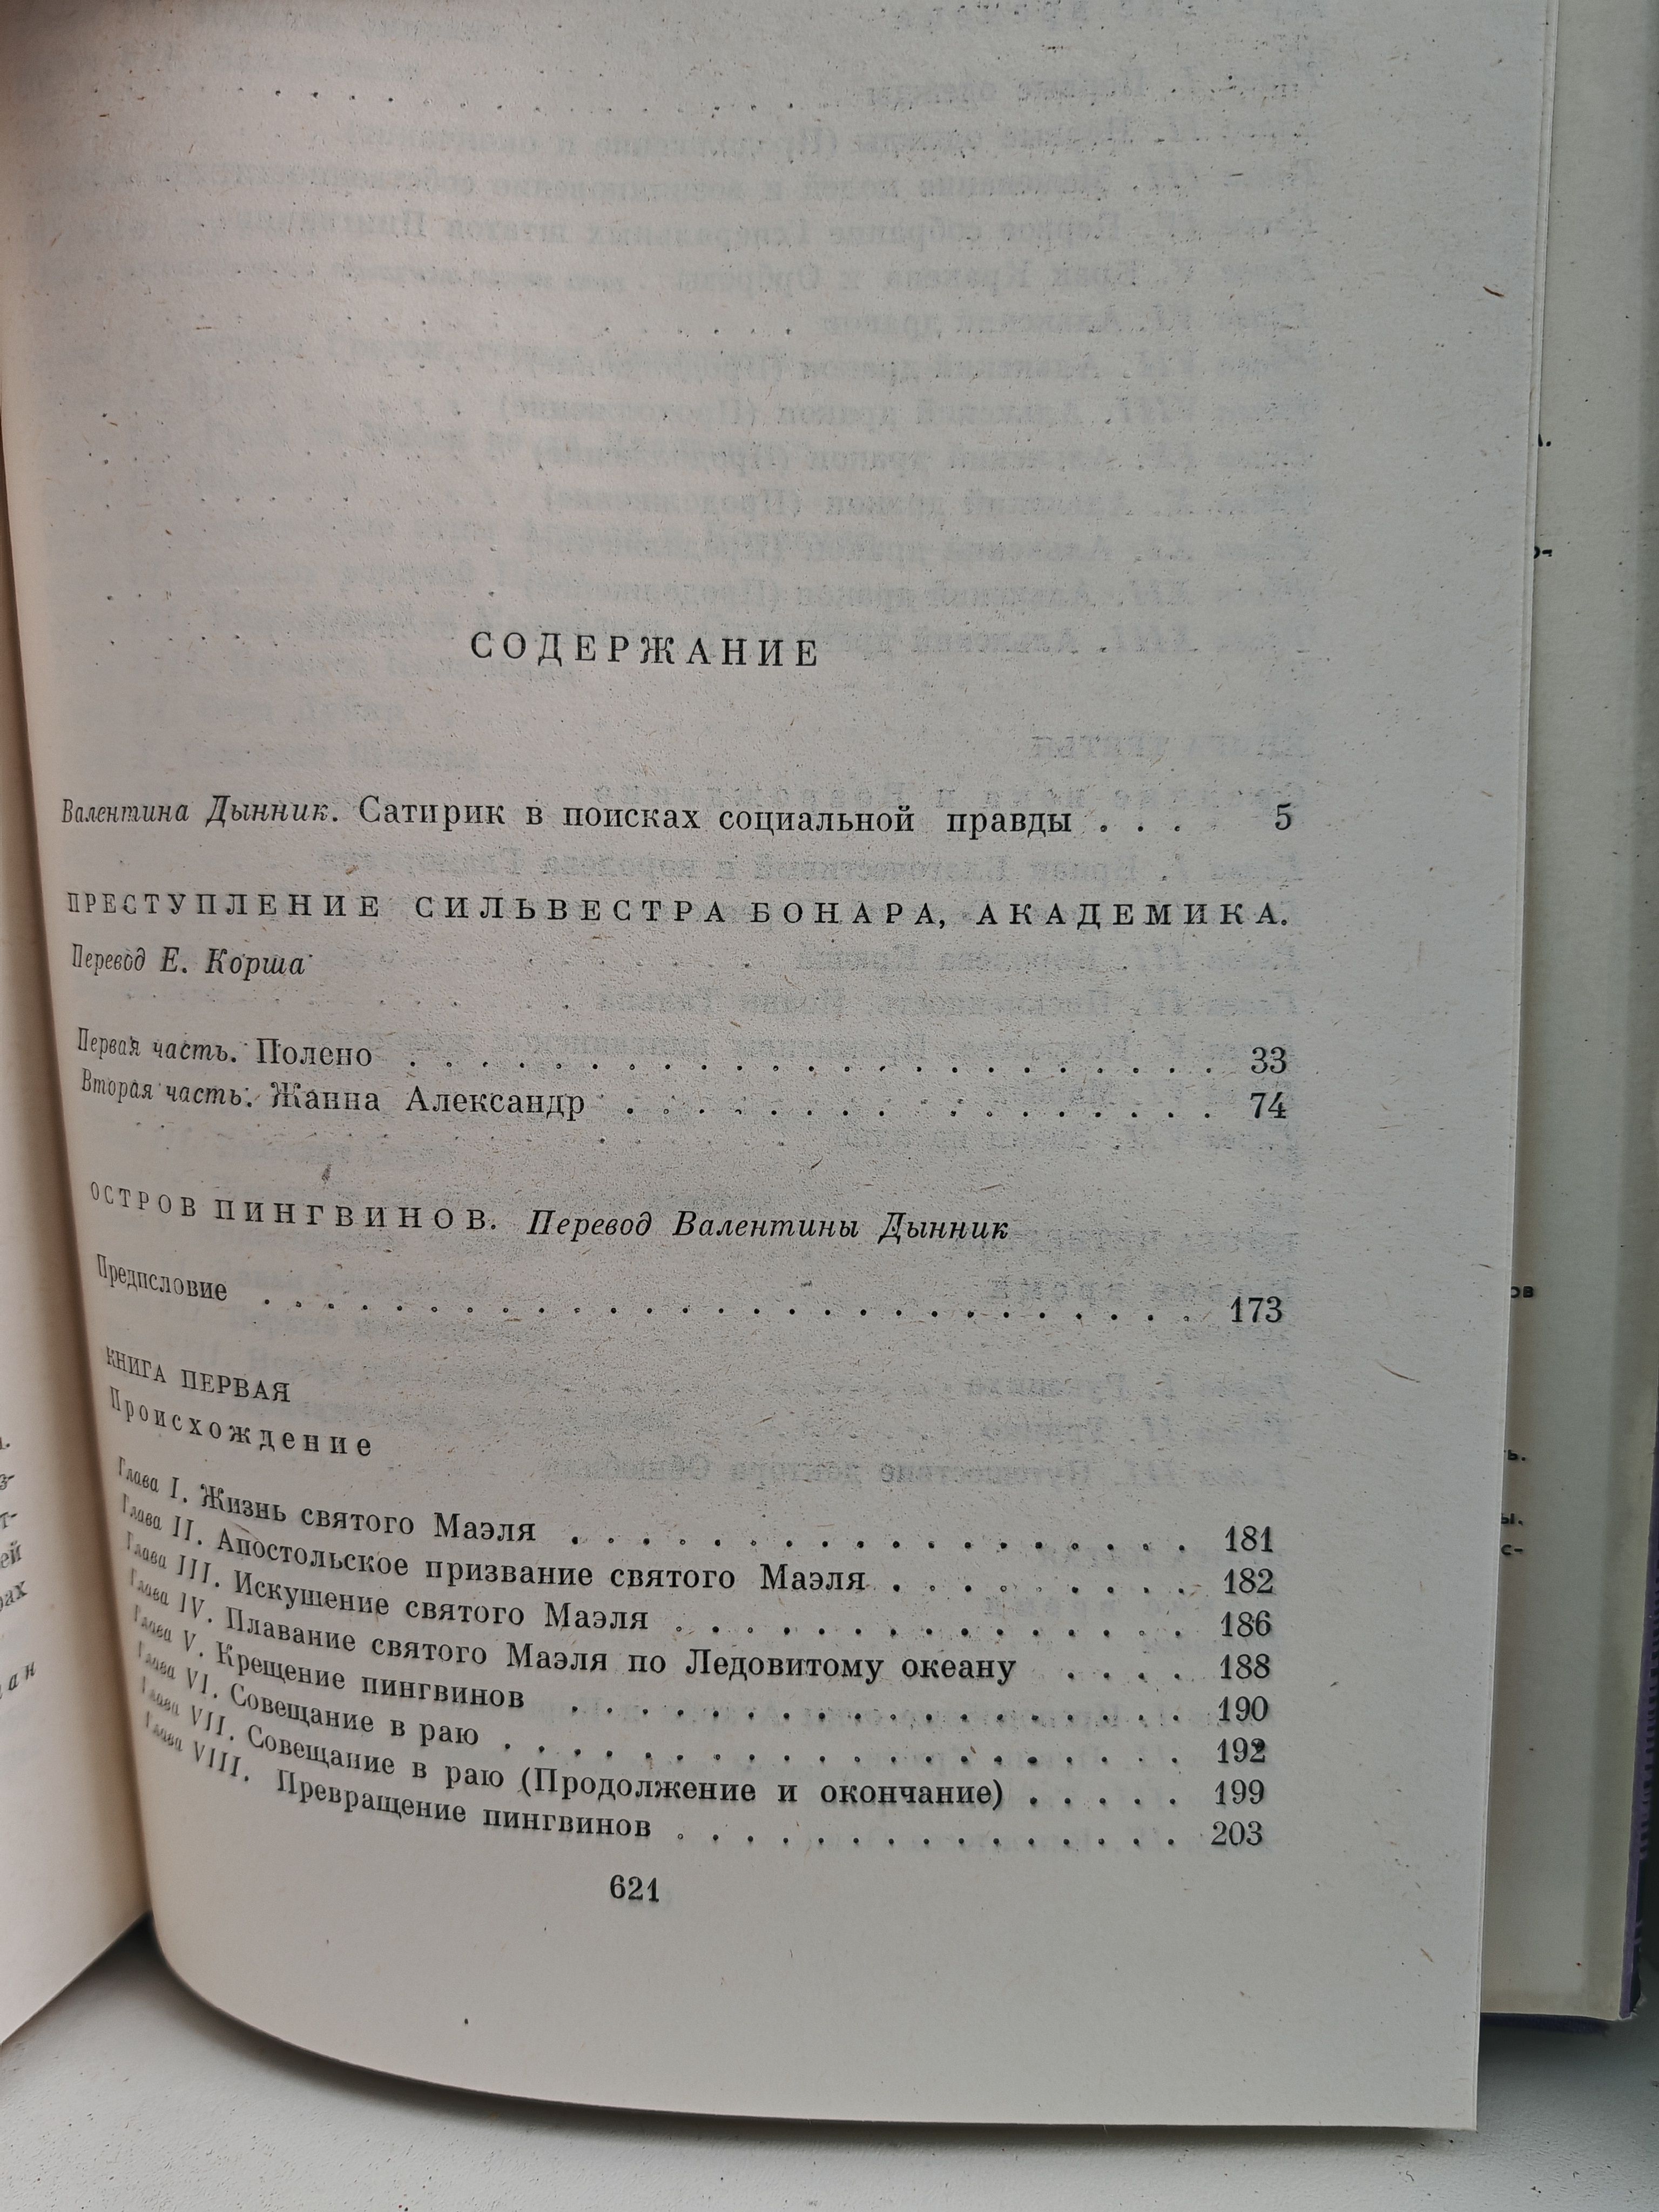 СОДЕРЖАНИЕ
Валентина Дынник. Сатирик в поисках социальной правды . . . 5
ПРЕСТУПЛЕНИЕ СИЛЬВЕСТРА БОНАРА, АКАДЕМИКА.
Перевод Е. Корша
Первая часть. Полено . . . . . . . . . . . . . . . . . . 33
Вторая часть. Жанна Александр . . . . . . . . . . . . . . . 74
ОСТРОВ ПИНГВИНОВ. Перевод Валентины Дынник
Предпсловие . . . . . . . . . . . . . . . . . . . . . . 173
КНИГА ПЕРВАЯ
Происхождение
Глава I. Жизнь святого Маэля . . . . . . . . . . . . . . . . 181
Глава II. Апостольское призвание святого Маэля . . . . . . . . . 182
Глава III. Искушение святого Маэля . . . . . . . . . . . . . . 186
Глава IV. Плавание святого Маэля по Ледовитому океану . . . . 188
Глава V. Крещение пингвинов . . . . . . . . . . . . . . . . 190
Глава VI. Совещание в раю . . . . . . . . . . . . . . . . . . 192
Глава VII. Совещание в раю (Продолжение и окончание) . . . . . 199
Глава VIII. Превращение пингвинов . . . . . . . . . . . . . . 203
621